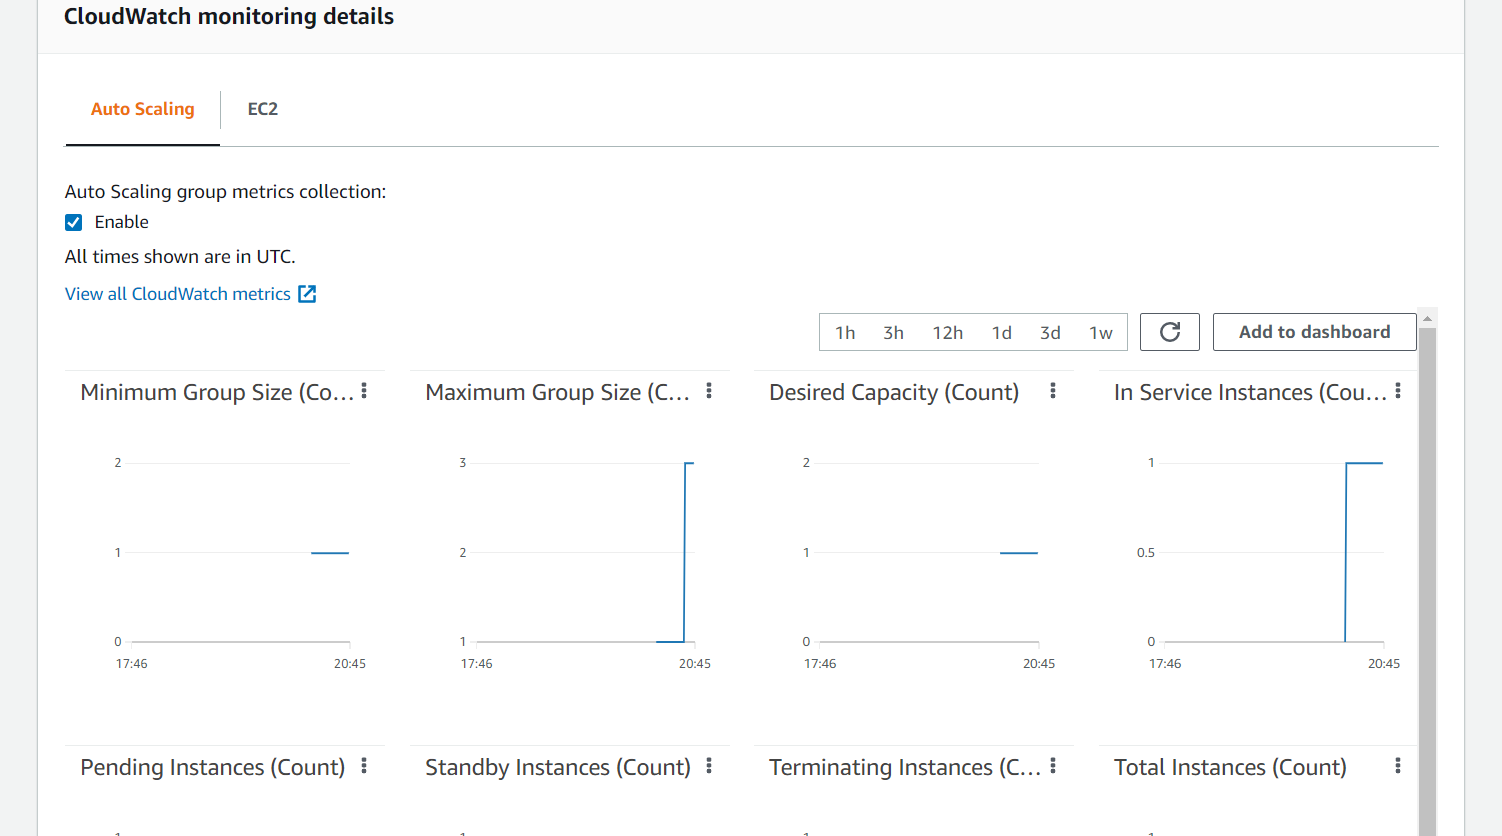 CloudWatch monitoring details
Auto Scaling
EC2
Auto Scaling group metrics collection:
Enable
All times shown are in UTC.
View all CloudWatch metrics
1h 3h 12h 1d 3d 1w
Add to dashboard
Minimum Group Size (Co...
2
1
0
17:46 20:45
Maximum Group Size (C...
3
2
1
17:46 20:45
Desired Capacity (Count)
2
1
0
17:46 20:45
In Service Instances (Cou...
1
0.5
0
17:46 20:45
Pending Instances (Count)
Standby Instances (Count)
Terminating Instances (C...
Total Instances (Count)